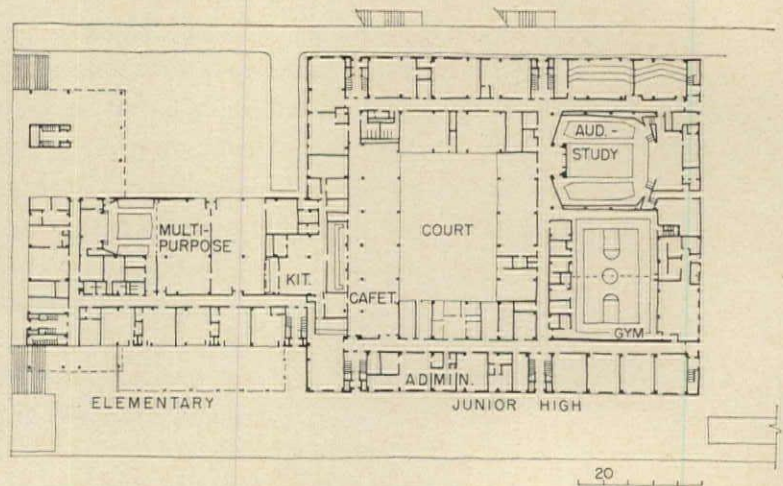 AUD.-
STUDY
MULTI-
PURPOSE
COURT
KIT.
CAFET.
GYM
ADMIN.
ELEMENTARY
JUNIOR HIGH
20